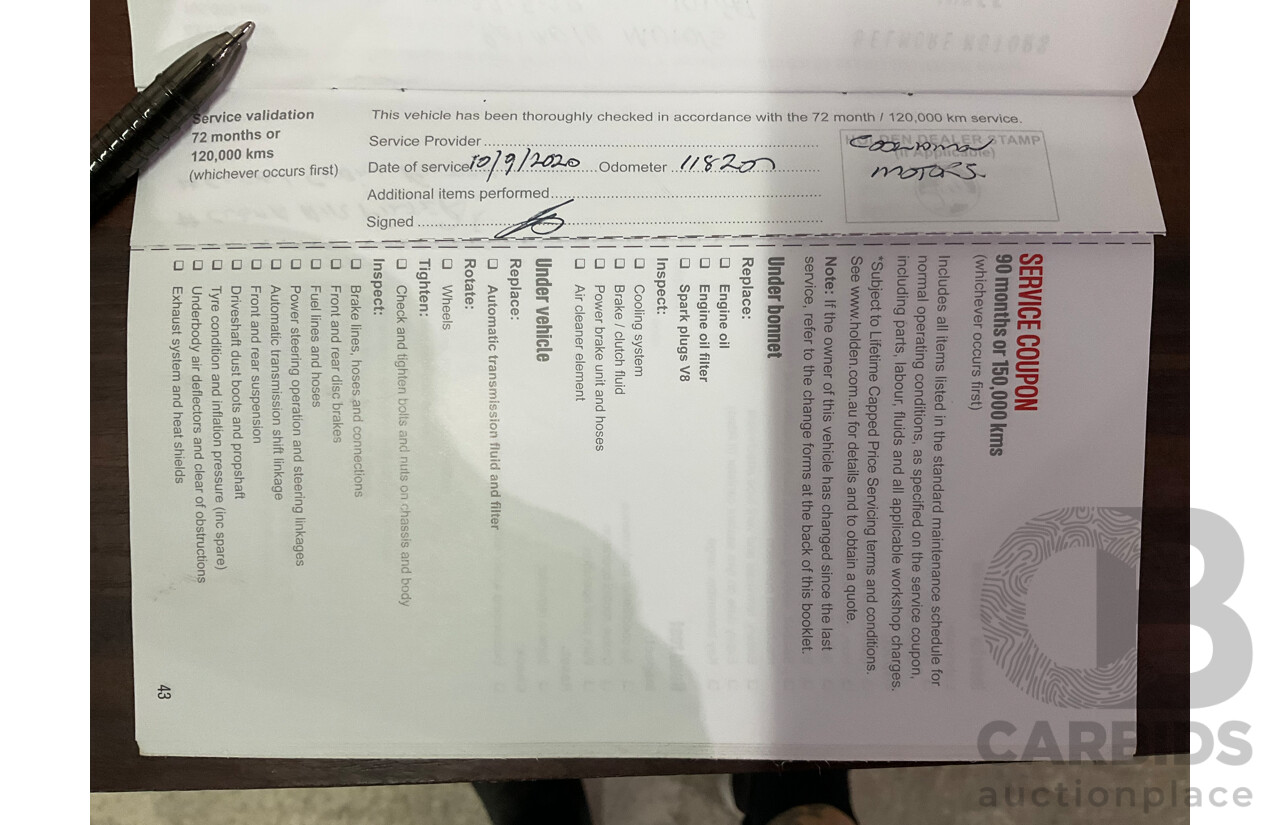 Service validation
72 months or
120,000 kms
(whichever occurs first)
This vehicle has been thoroughly checked in accordance with the 72 month / 120,000 km service.
Service Provider
Date of service 10/9/2020 Odometer 118200
Additional items performed
Signed
HOLDEN DEALER STAMP
(If Applicable)
MOTORS
SERVICE COUPON
90 months or 150,000 kms
(whichever occurs first)
Includes all items listed in the standard maintenance schedule for
normal operating conditions, as specified on the service coupon,
including parts, labour, fluids and all applicable workshop charges.
*Subject to Lifetime Capped Price Servicing terms and conditions.
See www.holden.com.au for details and to obtain a quote.
Note: If the owner of this vehicle has changed since the last
service, refer to the change forms at the back of this booklet.
Under bonnet
Replace:
❑ Engine oil
❑ Engine oil filter
❑ Spark plugs V8
Inspect:
❑ Cooling system
❑ Brake / clutch fluid
❑ Power brake unit and hoses
❑ Air cleaner element
Under vehicle
Replace:
❑ Automatic transmission fluid and filter
Rotate:
❑ Wheels
Tighten:
❑ Check and tighten bolts and nuts on chassis and body
Inspect:
❑ Brake lines, hoses and connections
❑ Front and rear disc brakes
❑ Fuel lines and hoses
❑ Power steering operation and steering linkages
❑ Automatic transmission shift linkage
❑ Front and rear suspension
❑ Driveshaft dust boots and propshaft
❑ Tyre condition and inflation pressure (inc spare)
❑ Underbody air deflectors and clear of obstructions
❑ Exhaust system and heat shields
43
CARBIDS
auctionplace